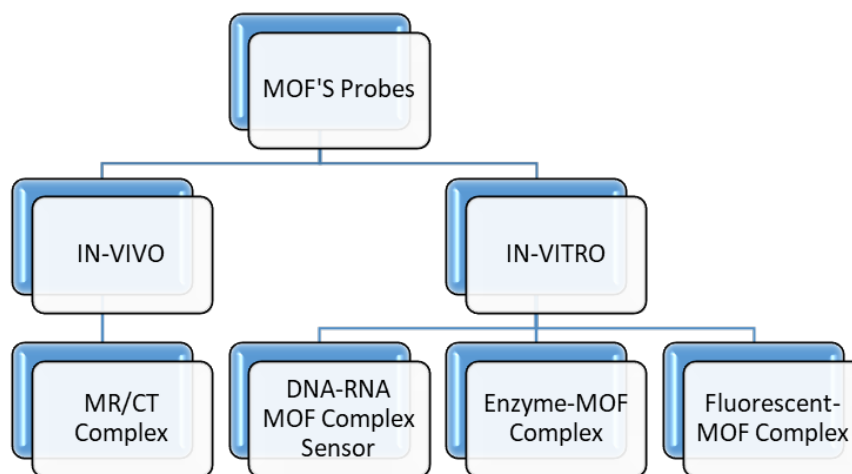 MOF'S Probes
IN-VIVO
IN-VITRO
MR/CT
Complex
DNA-RNA
MOF Complex
Sensor
Enzyme-MOF
Complex
Fluorescent-
MOF Complex